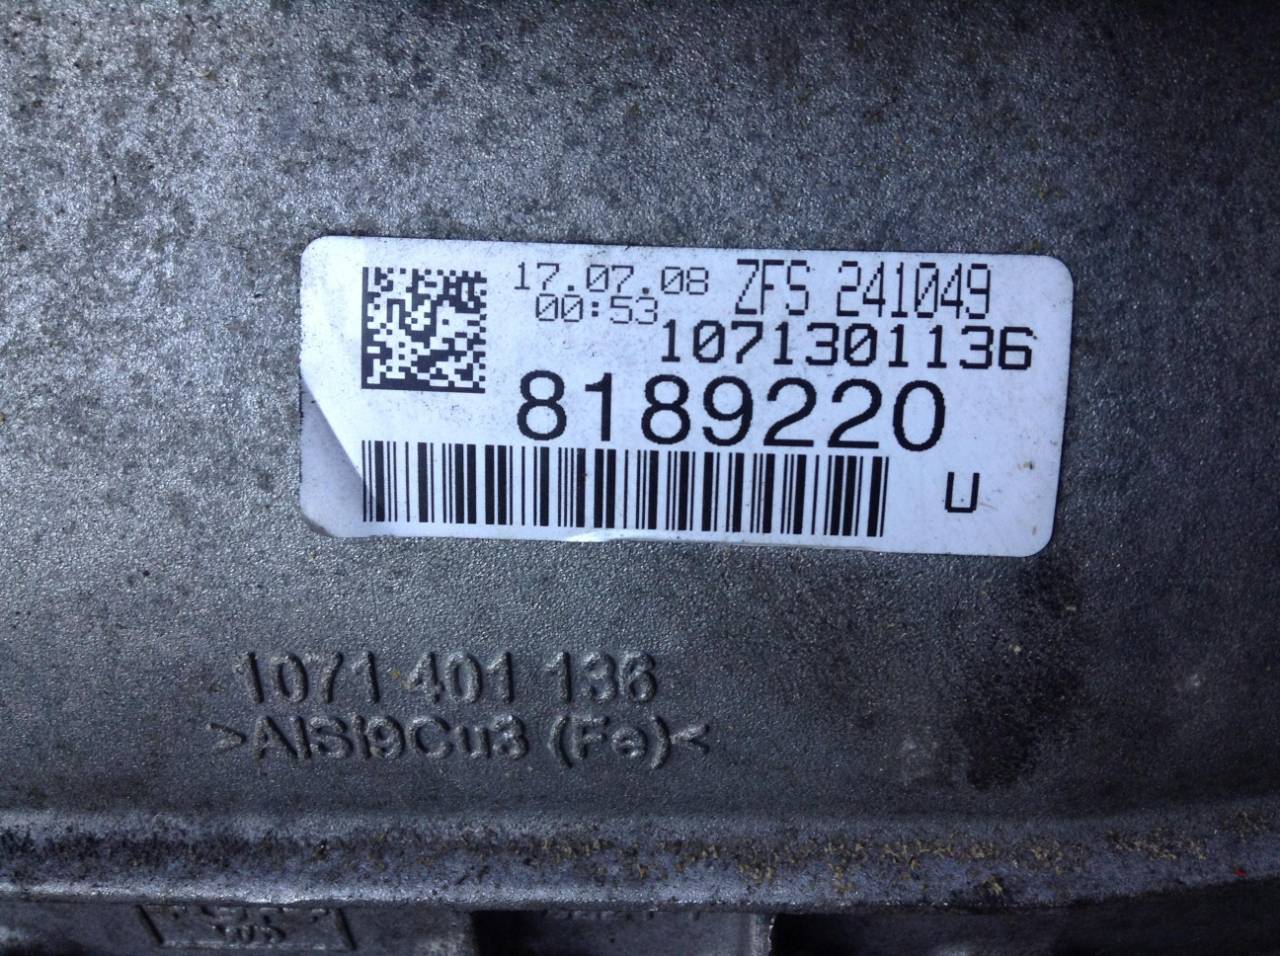 17.07.08 ZFS 241049
00:53
1071301136
8189220
U
1071 401 136
>AlSi9Cu3 (Fe)<